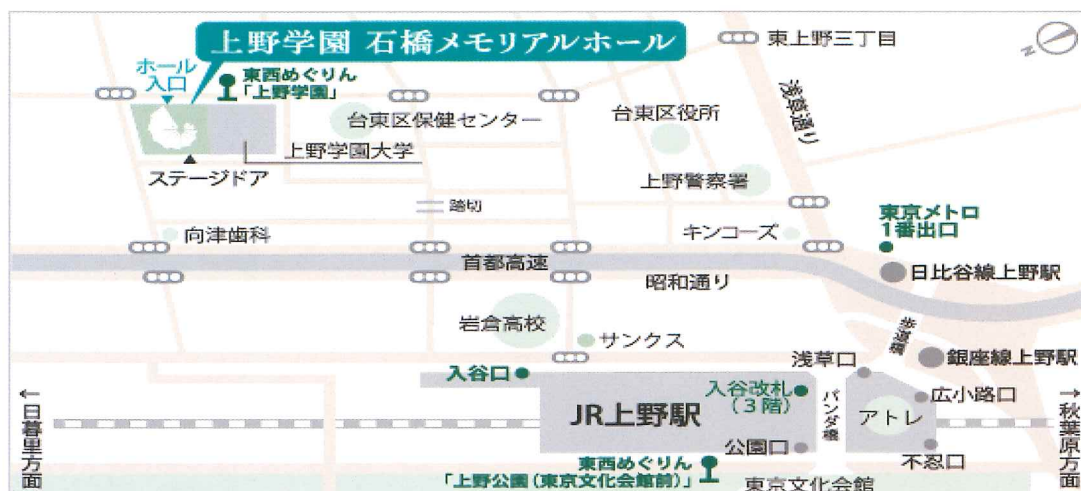 上野学園 石橋メモリアルホール
東上野三丁目
N
ホール
入口
東西めぐりん
「上野学園」
浅草通り
台東区保健センター
台東区役所
上野学園大学
ステージドア
上野警察署
踏切
東京メトロ
1番出口
向津歯科
キンコーズ
首都高速
日比谷線上野駅
昭和通り
岩倉高校
サンクス
歩道橋
浅草口
銀座線上野駅
入谷口
入谷改札
(3階)
パンダ橋
広小路口
←日暮里方面
JR上野駅
アトレ
→秋葉原方面
公園口
不忍口
東西めぐりん
「上野公園(東京文化会館前)」
東京文化会館